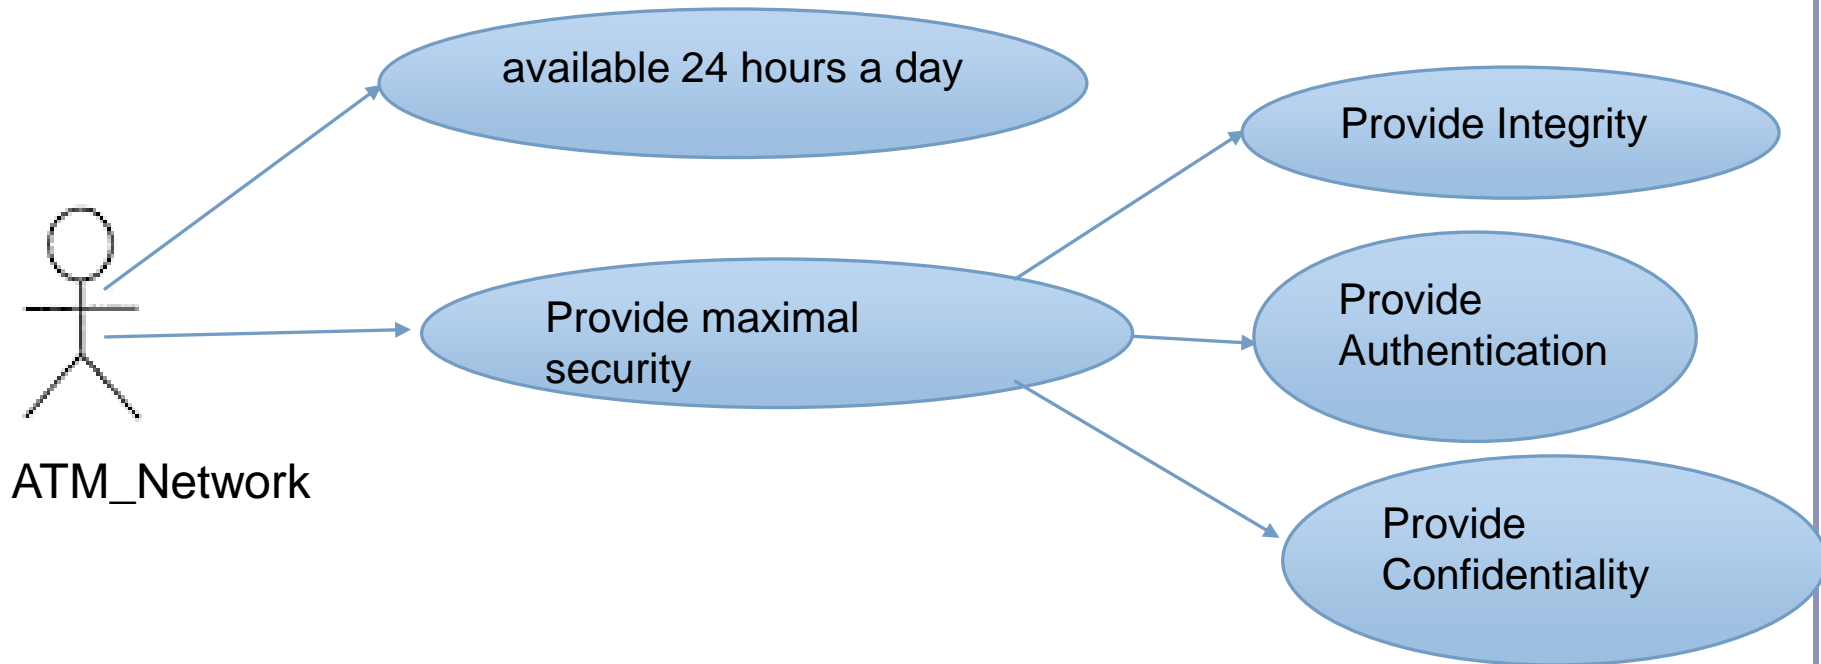 available 24 hours a day
Provide Integrity
Provide maximal
security
Provide
Authentication
ATM_Network
Provide
Confidentiality